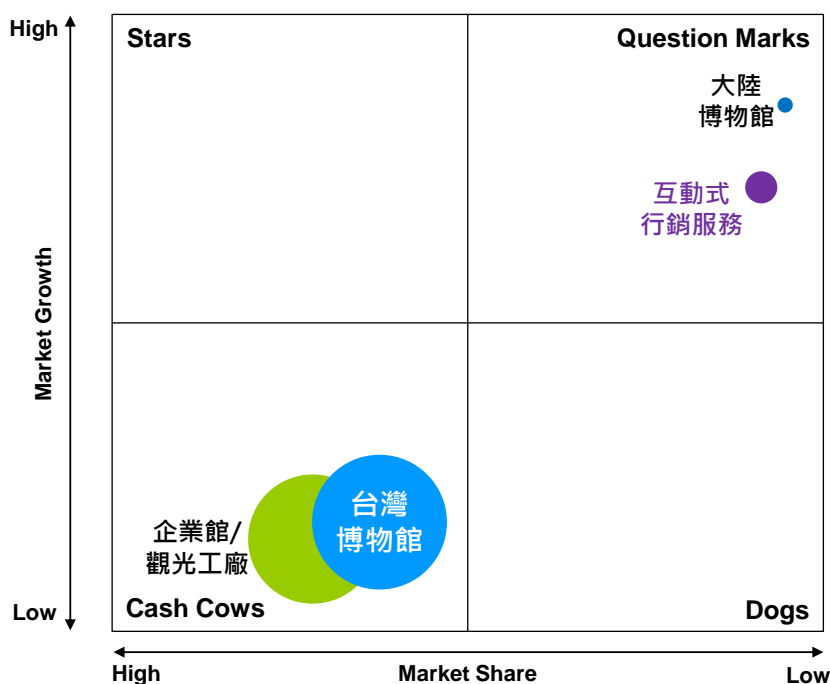 High
Stars
Question Marks
大陸
博物館
互動式
行銷服務
Market Growth
台灣
博物館
企業館/
觀光工廠
Low
Cash Cows
Dogs
High
Market Share
Low